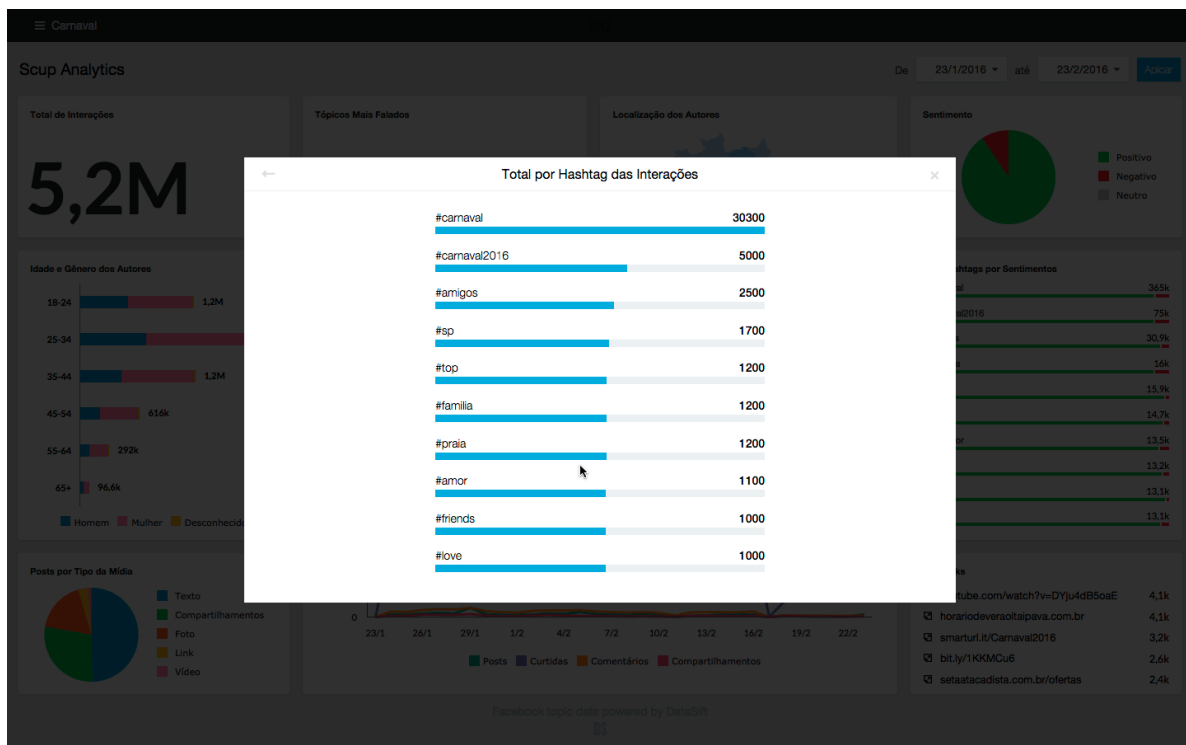 ☰ Carnaval
Scup Analytics
De 23/1/2016 até 23/2/2016 Aplicar
Total de Interações
5,2M
Tópicos Mais Falados
Localização dos Autores
Sentimento
Positivo
Negativo
Neutro
Total por Hashtag das Interações
#carnaval 30300
#carnaval2016 5000
#amigos 2500
#sp 1700
#top 1200
#familia 1200
#praia 1200
#amor 1100
#friends 1000
#love 1000
Idade e Gênero dos Autores
18-24 1,2M
25-34
35-44 1,2M
45-54 616k
55-64 292k
65+ 96,6k
Homem Mulher Desconhecid
shtags por Sentimentos
365k
75k
30,9k
16k
15,9k
14,7k
13,5k
13,2k
13,1k
13,1k
Posts por Tipo da Mídia
Texto
Compartilhamentos
Foto
Link
Vídeo
0
23/1 26/1 29/1 1/2 4/2 7/2 10/2 13/2 16/2 19/2 22/2
Posts Curtidas Comentários Compartilhamentos
tube.com/watch?v=DYju4dB5oaE 4,1k
horariodeveraoitaipava.com.br 4,1k
smarturl.it/Carnaval2016 3,2k
bit.ly/1KKMCu6 2,6k
setaatacadista.com.br/ofertas 2,4k
Facebook topic data powered by DataSift